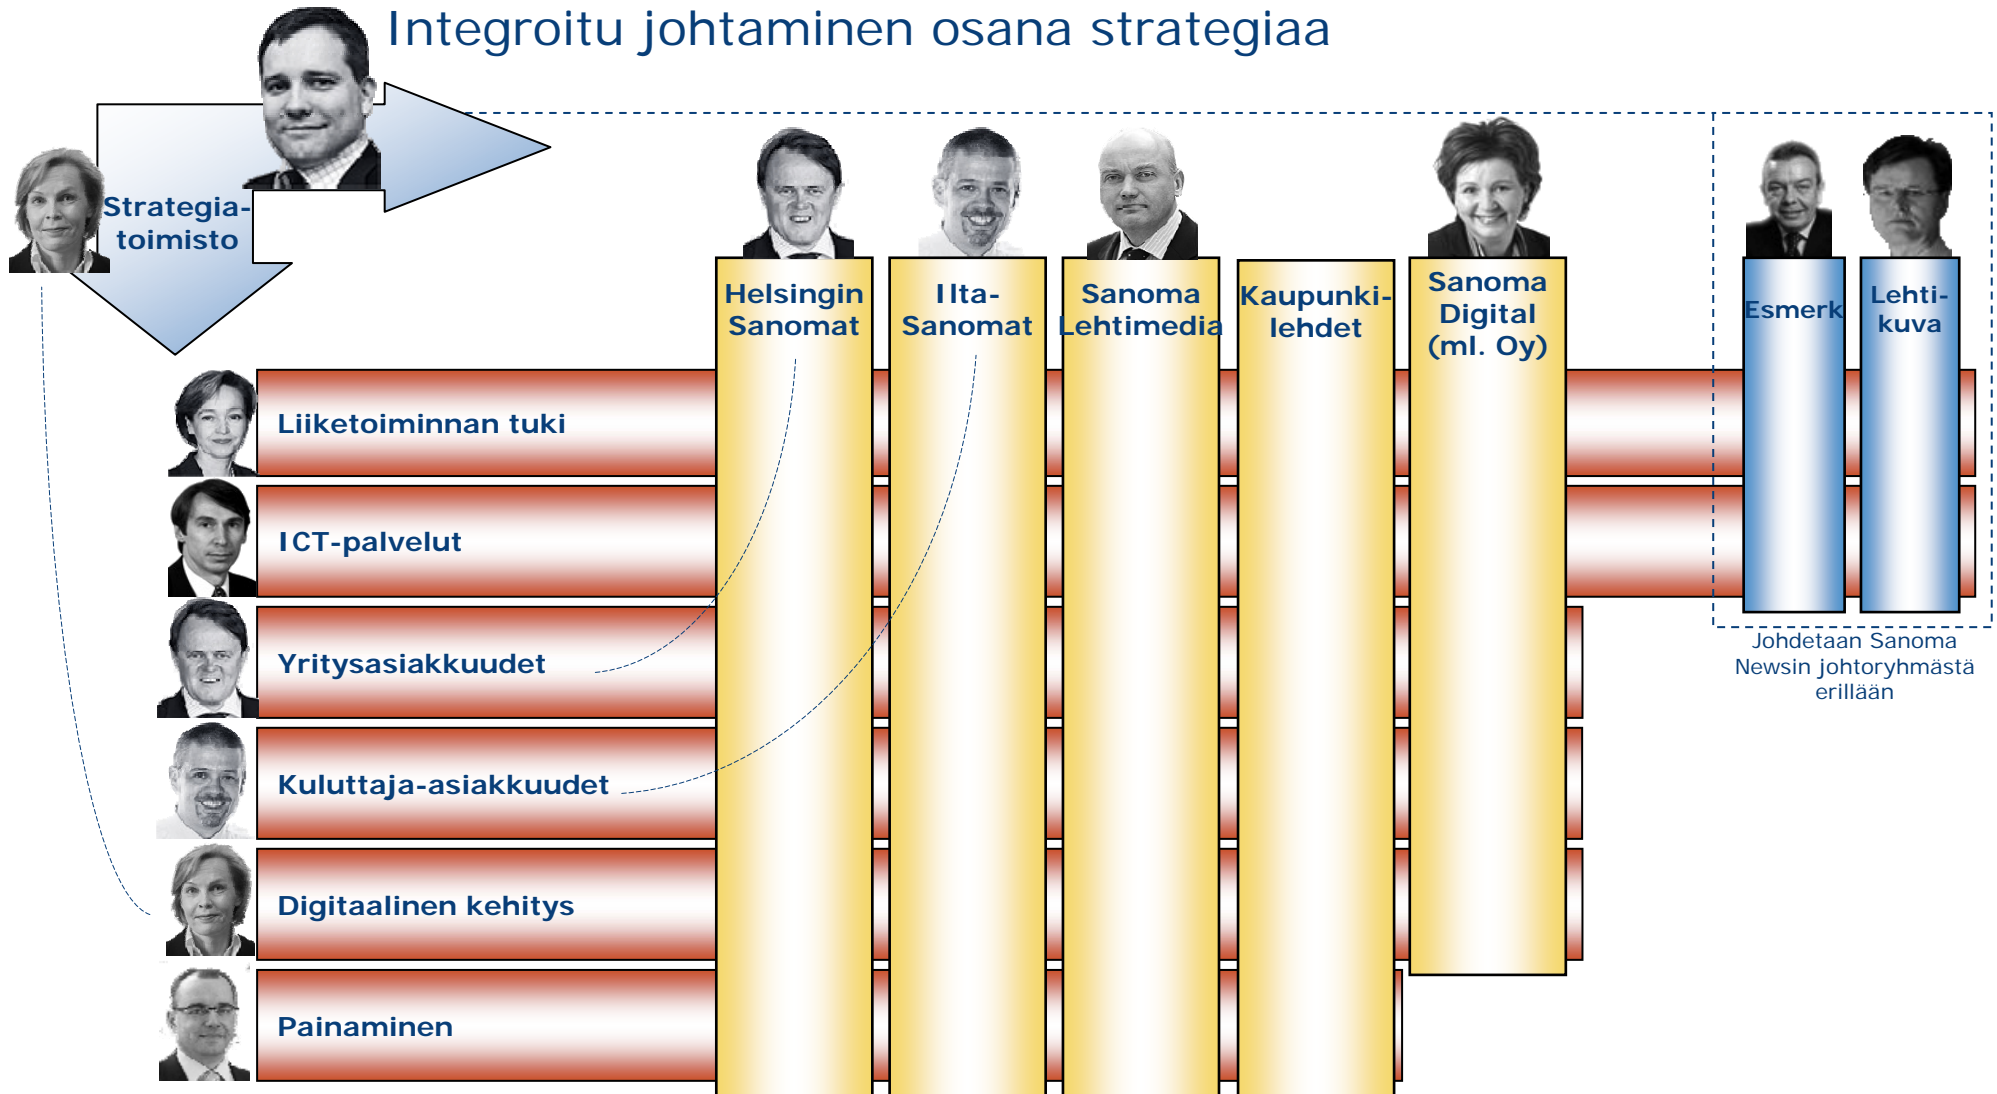 Integroitu johtaminen osana strategiaa
Strategia-
toimisto
Helsingin
Sanomat
Ilta-
Sanomat
Sanoma
Lehtimedia
Kaupunki-
lehdet
Sanoma
Digital
(ml. Oy)
Esmerk
Lehti-
kuva
Liiketoiminnan tuki
ICT-palvelut
Yritysasiakkuudet
Johdetaan Sanoma
Newsin johtoryhmästä
erillään
Kuluttaja-asiakkuudet
Digitaalinen kehitys
Painaminen